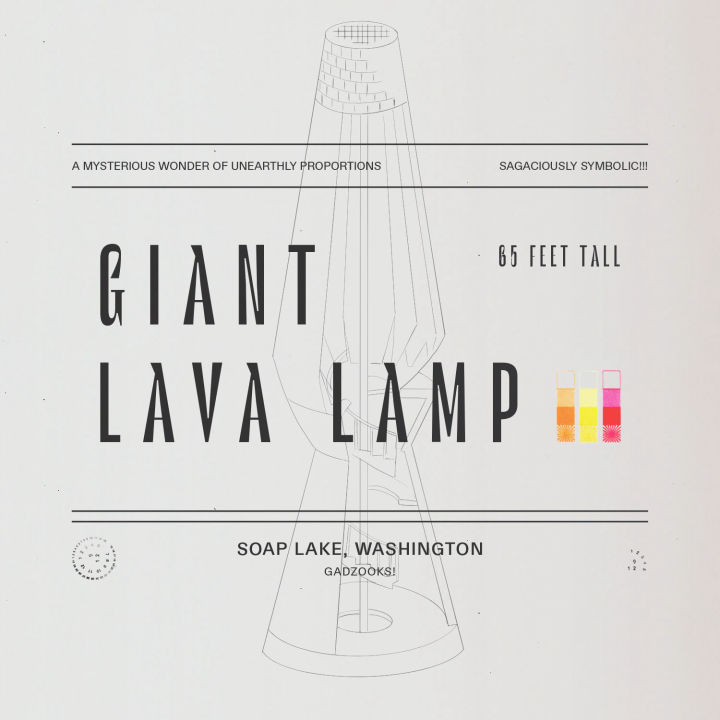 A MYSTERIOUS WONDER OF UNEARTHLY PROPORTIONS
SAGACIOUSLY SYMBOLIC!!!
GIANT
65 FEET TALL
LAVA LAMP
SOAP LAKE, WASHINGTON
GADZOOKS!